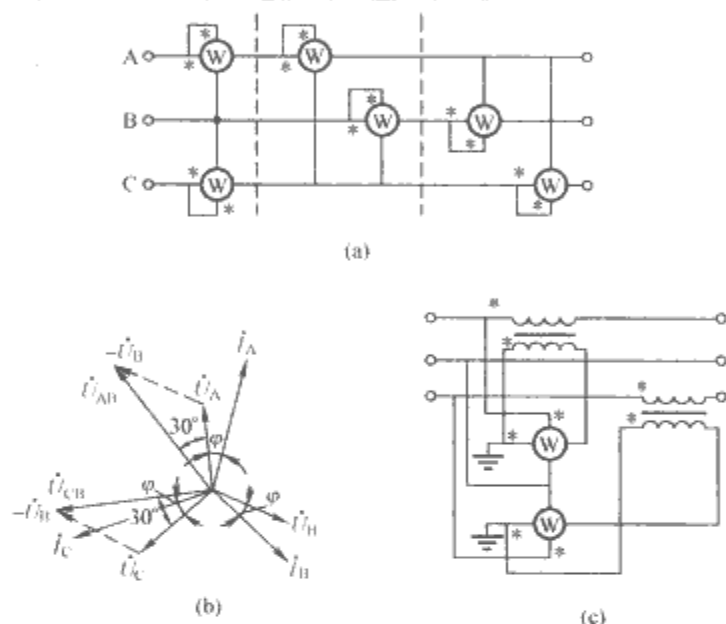 * * W * * W
A
B * * W * * W
C * W * * W *
(a)
-U̇B
U̇AB
U̇A
İA
30°
φ
U̇CB
-U̇B
φ
30°
φ
U̇B
İC
U̇C
İB
(b)
*
*
*
*
*
* W
W
*
*
(c)